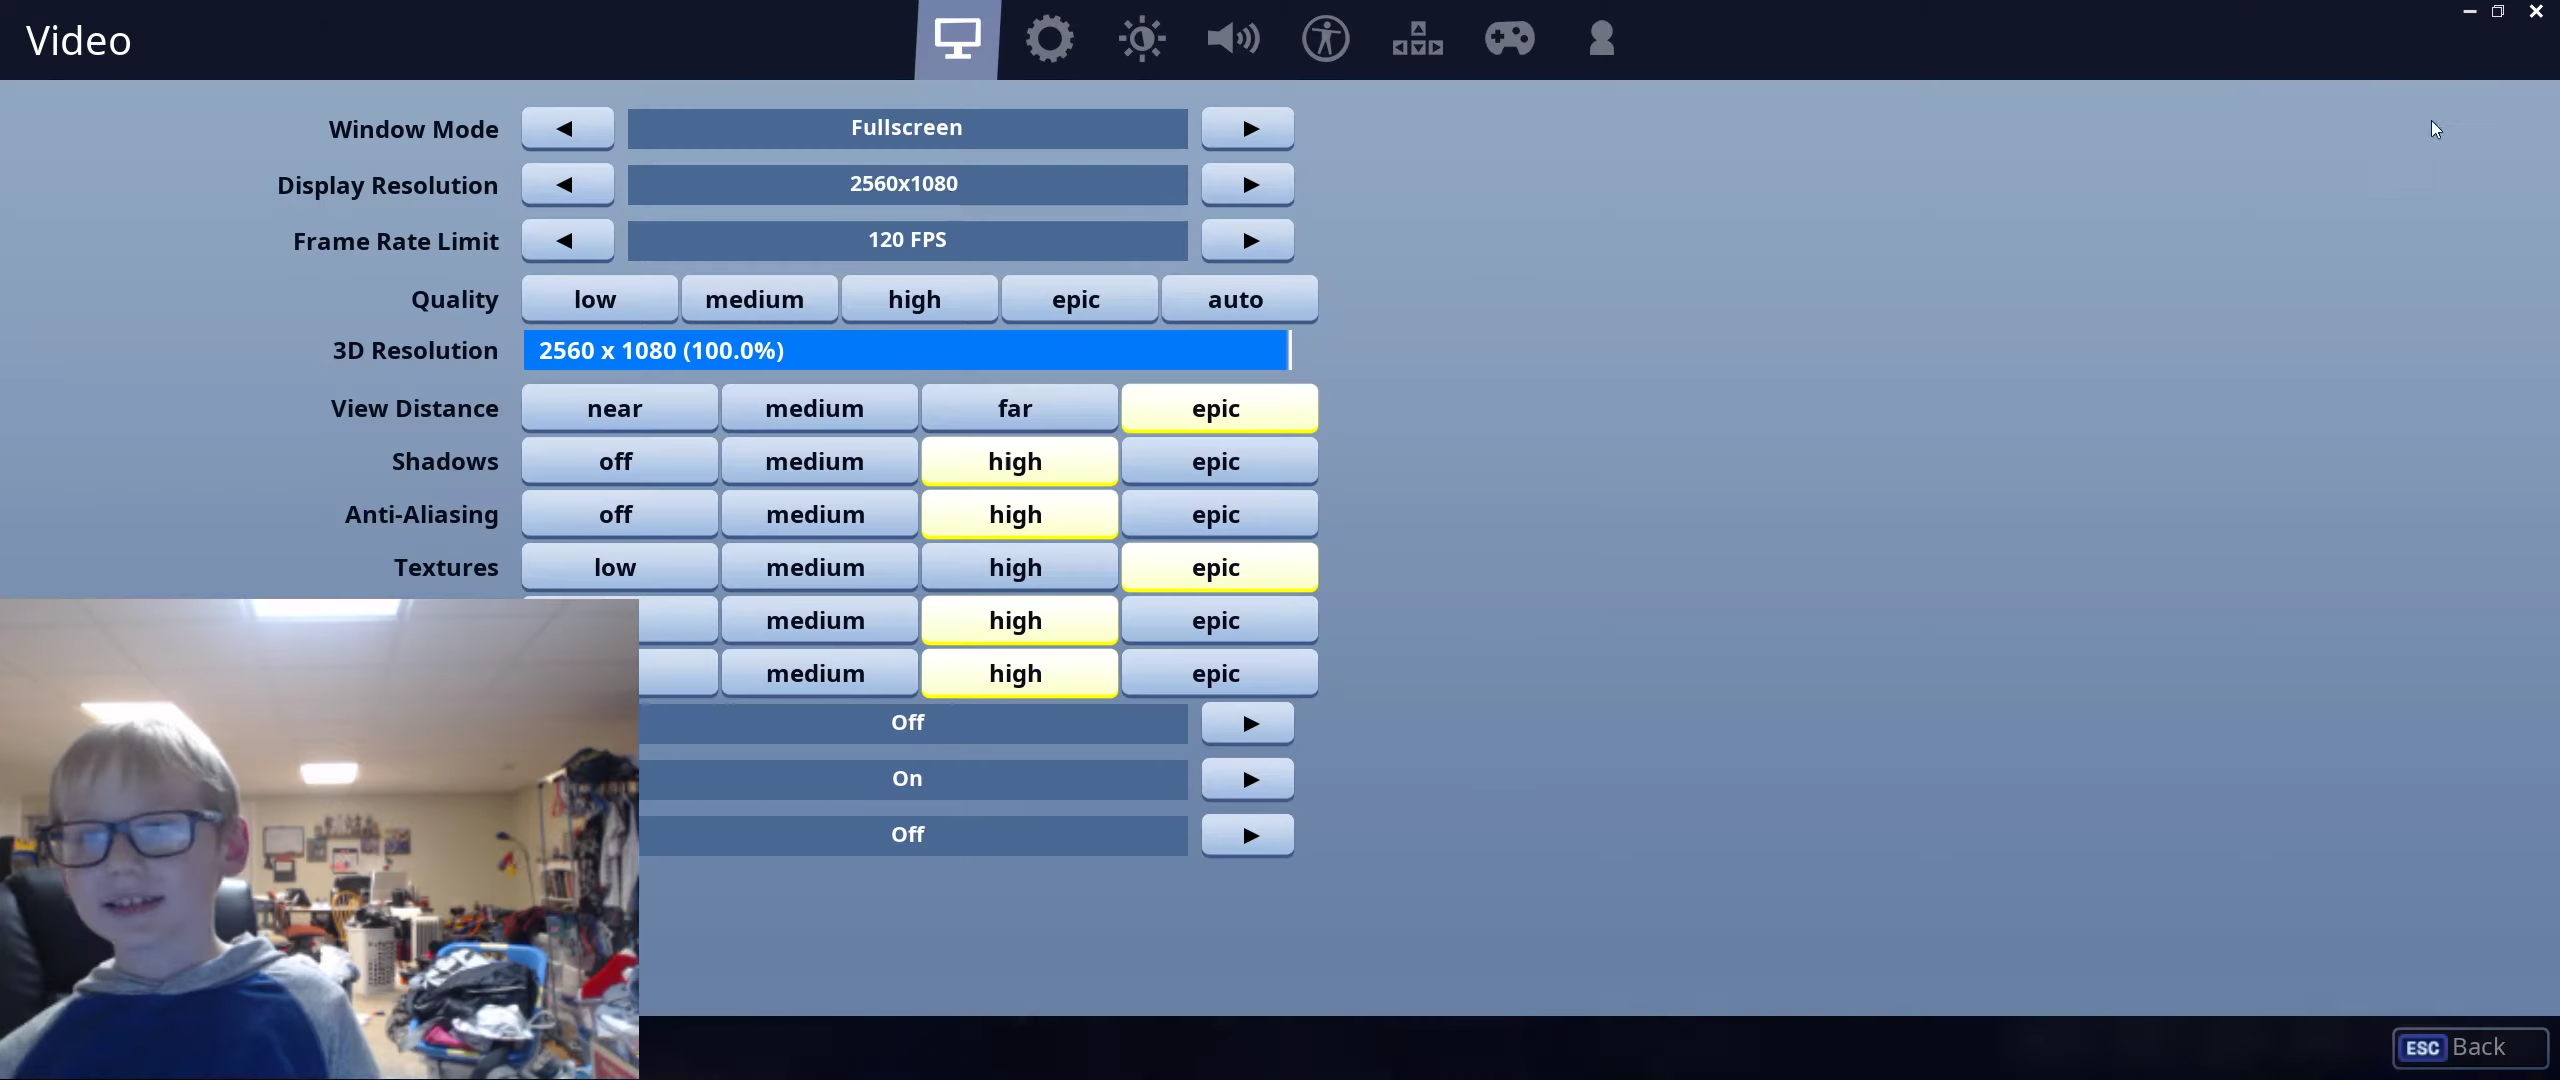 Video
Window Mode ◀ Fullscreen ▶
Display Resolution ◀ 2560x1080 ▶
Frame Rate Limit ◀ 120 FPS ▶
Quality low medium high epic auto
3D Resolution 2560 x 1080 (100.0%)
View Distance near medium far epic
Shadows off medium high epic
Anti-Aliasing off medium high epic
Textures low medium high epic
medium high epic
medium high epic
Off ▶
On ▶
Off ▶
ESC Back